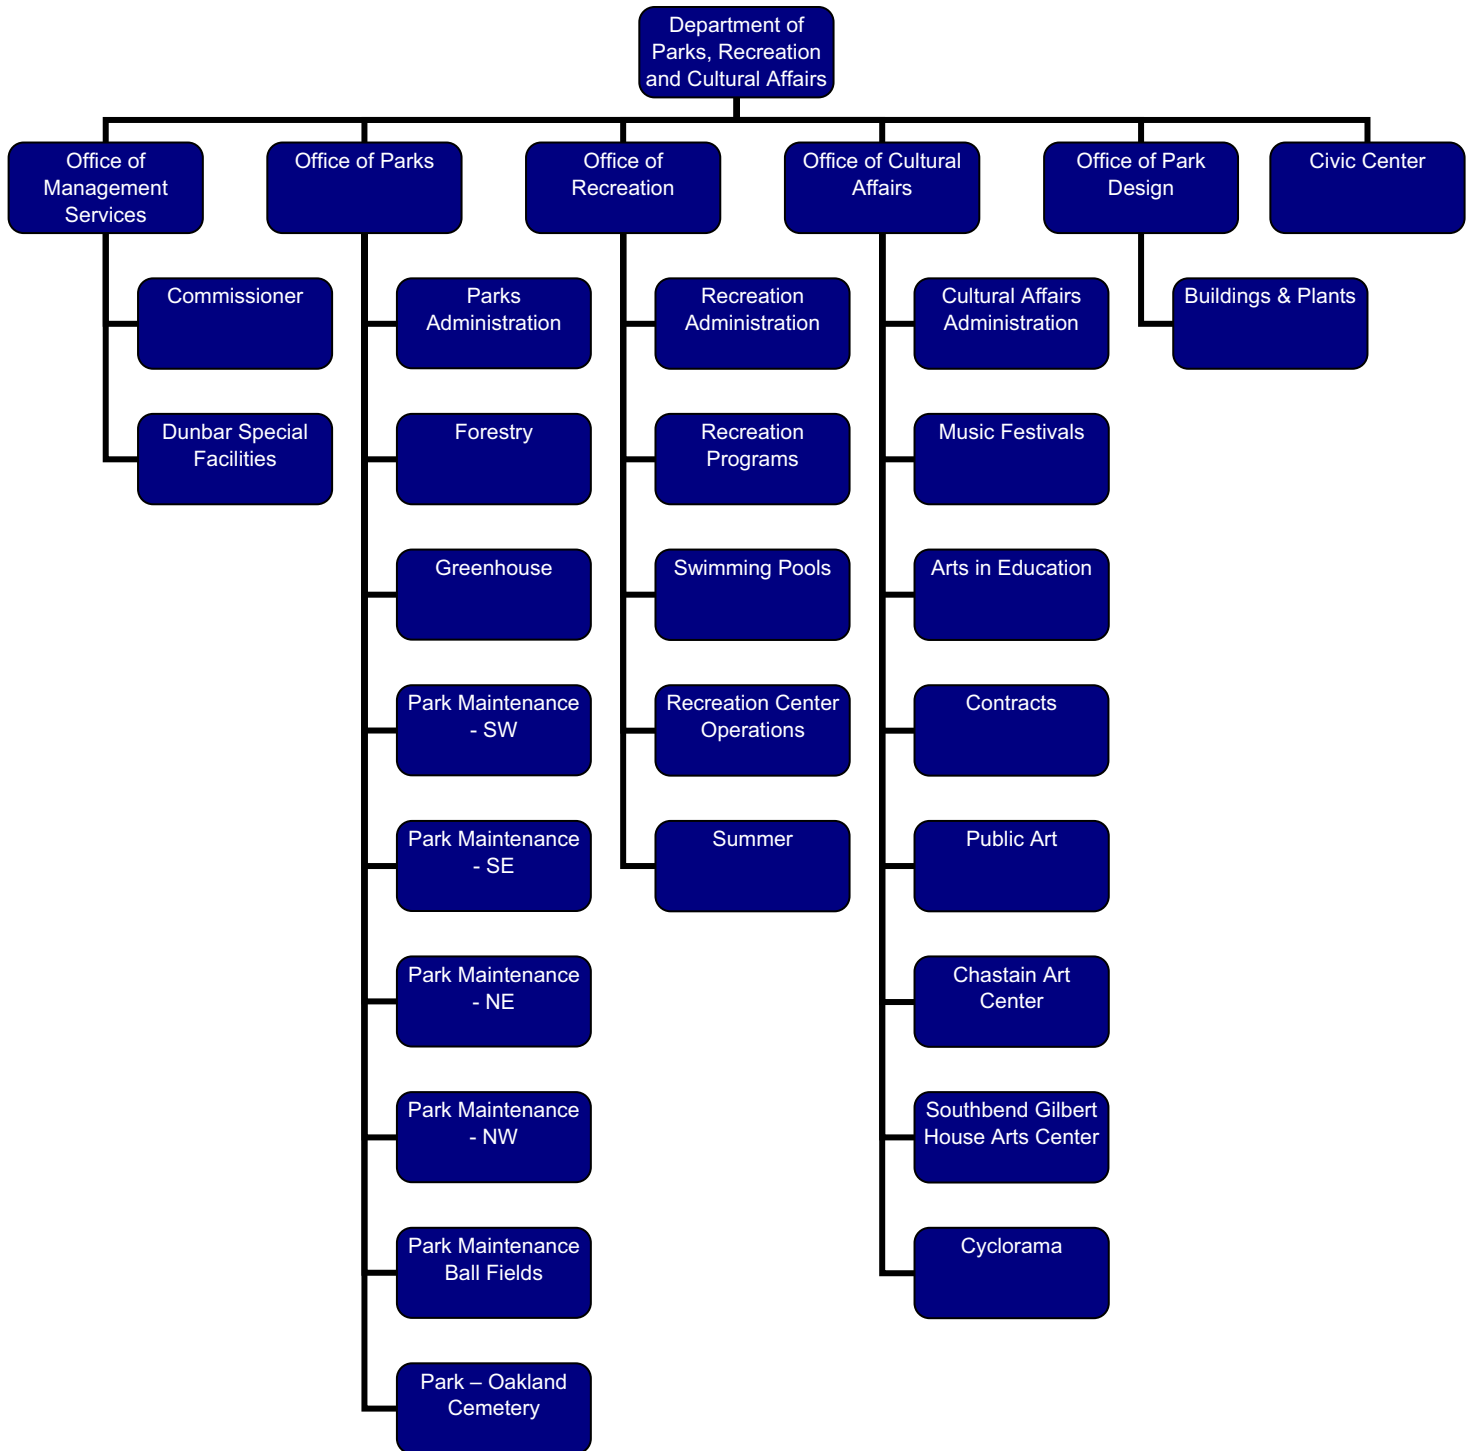 Department of
Parks, Recreation
and Cultural Affairs
Office of
Management
Services
Office of Parks
Office of
Recreation
Office of Cultural
Affairs
Office of Park
Design
Civic Center
Commissioner
Dunbar Special
Facilities
Parks
Administration
Forestry
Greenhouse
Park Maintenance
- SW
Park Maintenance
- SE
Park Maintenance
- NE
Park Maintenance
- NW
Park Maintenance
Ball Fields
Park – Oakland
Cemetery
Recreation
Administration
Recreation
Programs
Swimming Pools
Recreation Center
Operations
Summer
Cultural Affairs
Administration
Music Festivals
Arts in Education
Contracts
Public Art
Chastain Art
Center
Southbend Gilbert
House Arts Center
Cyclorama
Buildings & Plants